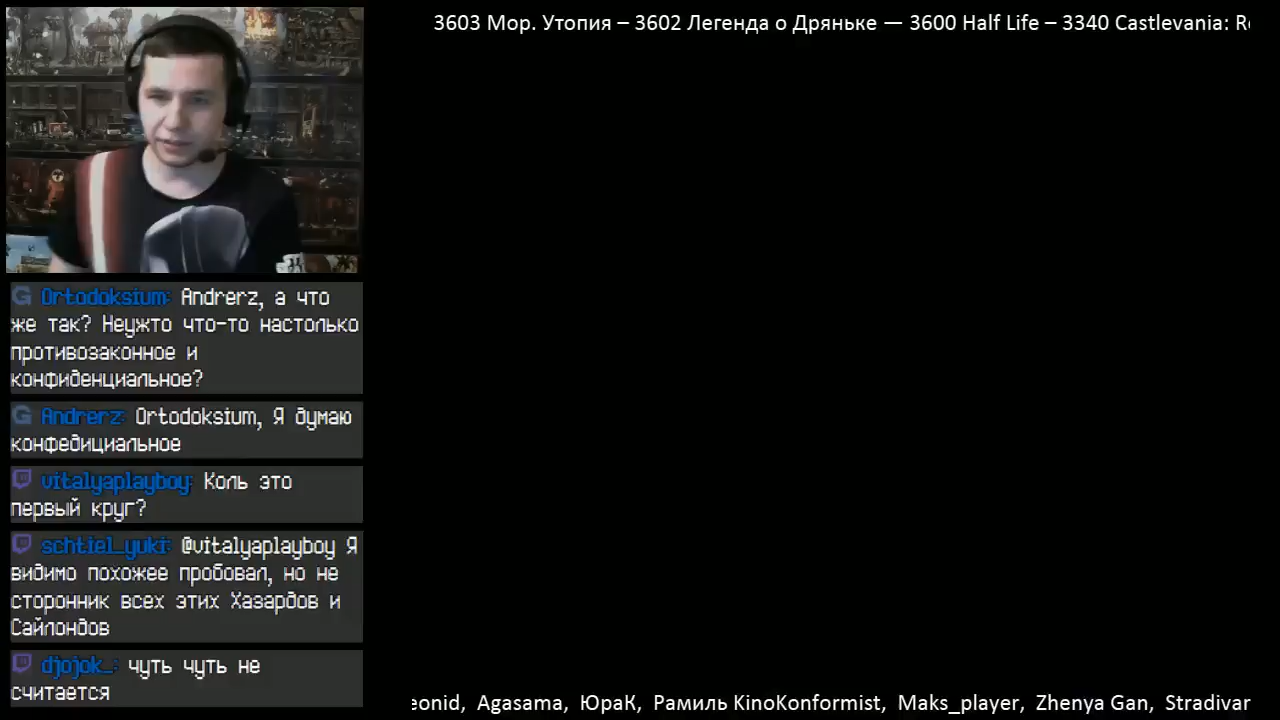 3603 Мор. Утопия – 3602 Легенда о Дряньке — 3600 Half Life – 3340 Castlevania: R
Ortodoksium: Andrerz, а что
же так? Неужто что-то настолько
противозаконное и
конфиденциальное?
Andrerz: Ortodoksium, Я думаю
конфедициальное
vitalyaplayboy: Коль это
первый круг?
schtiel_yuki: @vitalyaplayboy Я
видимо похожее пробовал, но не
сторонник всех этих Хазардов и
Сайлондов
djojok_: чуть чуть не
считается
eonid, Agasama, ЮраК, Рамиль KinoKonformist, Maks_player, Zhenya Gan, Stradivar